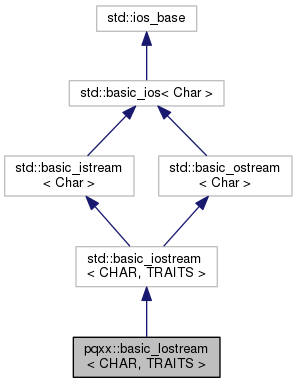 std::ios_base
std::basic_ios< Char >
std::basic_istream
< Char >
std::basic_ostream
< Char >
std::basic_iostream
< CHAR, TRAITS >
pqxx::basic_lostream
< CHAR, TRAITS >